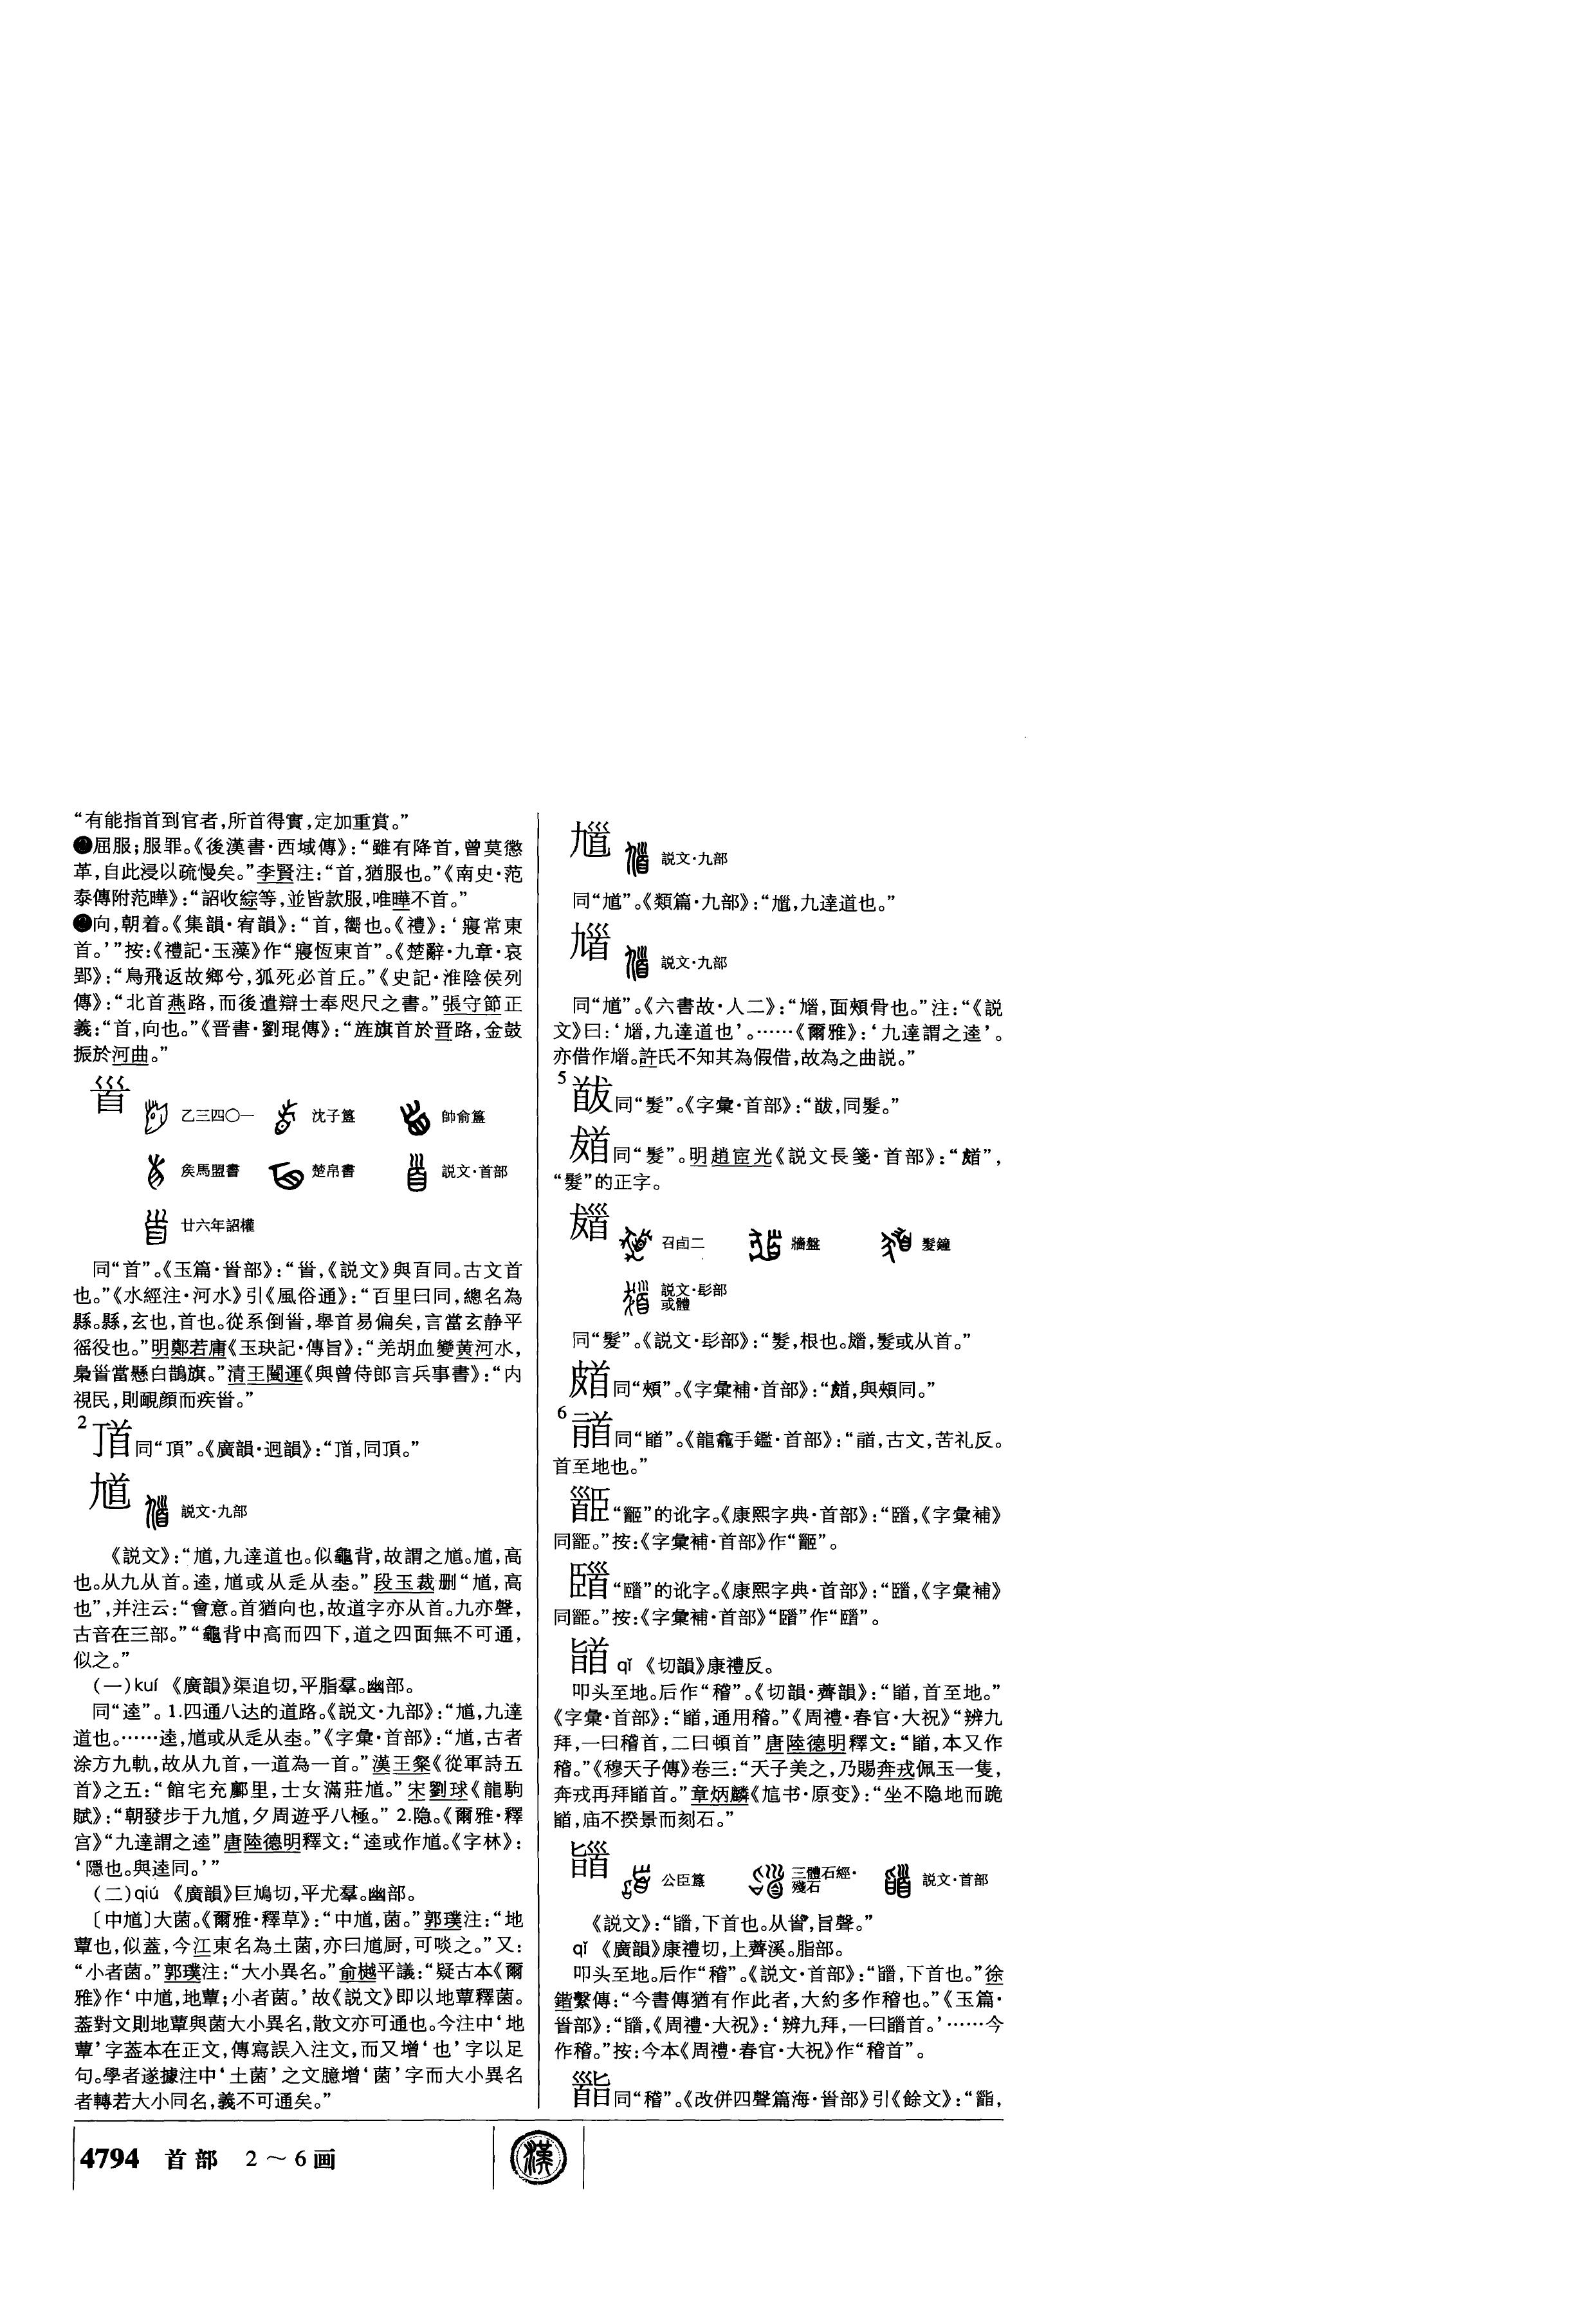 “有能指首到官者，所首得實，定加重賞。”
屈服；服罪。《後漢書·西域傳》：“雖有降首，曾莫懲
革，自此浸以疏慢矣。”李賢注：“首，猶服也。”《南史·范
泰傳附范曄》：“詔收綜等，並皆款服，唯曄不首。”
向，朝着。《集韻·宥韻》：“首，嚮也。《禮》：‘寢常東
首。’”按：《禮記·玉藻》作“寢恆東首”。《楚辭·九章·哀
郢》：“鳥飛返故鄉兮，狐死必首丘。”《史記·淮陰侯列
傳》：“北首燕路，而後遣辯士奉咫尺之書。”張守節正
義：“首，向也。”《晋書·劉琨傳》：“旌旗首於晋路，金鼓
振於河曲。”
𩠐
乙三四〇一 沈子簋 帥俞簋
矦馬盟書 楚帛書 説文·首部
廿六年詔權
同“首”。《玉篇·𩠐部》：“𩠐，《説文》與𦣻同。古文首
也。”《水經注·河水》引《風俗通》：“百里曰同，總名為
縣。縣，玄也，首也。從系倒𩠐，舉首易偏矣，言當玄静平
徭役也。”明鄭若庸《玉玦記·傳旨》：“羌胡血變黄河水，
梟𩠐當懸白鵲旗。”清王闓運《與曾侍郎言兵事書》：“内
視民，則覥顔而疾𩠐。”
2
𩠑同“頂”。《廣韻·迥韻》：“𩠑，同頂。”
馗 説文·九部
《説文》：“馗，九達道也。似龜背，故謂之馗。馗，高
也。从九从首。逵，馗或从辵从坴。”段玉裁删“馗，高
也”，并注云：“會意。首猶向也，故道字亦从首。九亦聲，
古音在三部。”“龜背中高而四下，道之四面無不可通，
似之。”
（一）kuí 《廣韻》渠追切，平脂羣。幽部。
同“逵”。1.四通八达的道路。《説文·九部》：“馗，九達
道也。……逵，馗或从辵从坴。”《字彙·首部》：“馗，古者
涂方九軌，故从九首，一道為一首。”漢王粲《從軍詩五
首》之五：“館宅充鄽里，士女滿莊馗。”宋劉球《龍駒
賦》：“朝發步于九馗，夕周遊乎八極。” 2.隐。《爾雅·釋
宫》“九達謂之逵”唐陸德明釋文：“逵或作馗。《字林》：
‘隱也。與逵同。’”
（二）qiú 《廣韻》巨鳩切，平尤羣。幽部。
〔中馗〕大菌。《爾雅·釋草》：“中馗，菌。”郭璞注：“地
蕈也，似蓋，今江東名為土菌，亦曰馗厨，可啖之。”又：
“小者菌。”郭璞注：“大小異名。”俞樾平議：“疑古本《爾
雅》作‘中馗，地蕈；小者菌。’故《説文》即以地蕈釋菌。
蓋對文則地蕈與菌大小異名，散文亦可通也。今注中‘地
蕈’字蓋本在正文，傳寫誤入注文，而又增‘也’字以足
句。學者遂據注中‘土菌’之文臆增‘菌’字而大小異名
者轉若大小同名，義不可通矣。”
説文·九部
同“馗”。《類篇·九部》：“，九達道也。”
説文·九部
同“馗”。《六書故·人二》：“，面頰骨也。”注：“《説
文》曰：‘，九達道也’。……《爾雅》：‘九達謂之逵’。
亦借作。許氏不知其為假借，故為之曲説。”
5
同“髮”。《字彙·首部》：“，同髮。”
同“髮”。明趙宧光《説文長箋·首部》：“”，
“髮”的正字。
召卣二 牆盤 髮鐘
説文·髟部
或體
同“髮”。《説文·髟部》：“髮，根也。，髮或从首。”
同“頰”。《字彙補·首部》：“，與頰同。”
6
同“䭫”。《龍龕手鑑·首部》：“，古文，苦礼反。
首至地也。”
“”的讹字。《康熙字典·首部》：“，《字彙補》
同。”按：《字彙補·首部》作“”。
“”的讹字。《康熙字典·首部》：“，《字彙補》
同。”按：《字彙補·首部》“”作“”。
䭫 qǐ 《切韻》康禮反。
叩头至地。后作“稽”。《切韻·薺韻》：“䭫，首至地。”
《字彙·首部》：“䭫，通用稽。”《周禮·春官·大祝》“辨九
拜，一曰稽首，二曰頓首”唐陸德明釋文：“䭫，本又作
稽。”《穆天子傳》卷三：“天子美之，乃賜奔戎佩玉一隻，
奔戎再拜䭫首。”章炳麟《訄书·原变》：“坐不隐地而跪
䭫，庙不揆景而刻石。”
公臣簋 三體石經·殘石 説文·首部
《説文》：“，下首也。从𩠐，旨聲。”
qǐ 《廣韻》康禮切，上薺溪。脂部。
叩头至地。后作“稽”。《説文·首部》：“，下首也。”徐
鍇繫傳：“今書傳猶有作此者，大約多作稽也。”《玉篇·
𩠐部》：“，《周禮·大祝》：‘辨九拜，一曰首。’……今
作稽。”按：今本《周禮·春官·大祝》作“稽首”。
同“稽”。《改併四聲篇海·𩠐部》引《餘文》：“，
4794 首部 2～6画
漢